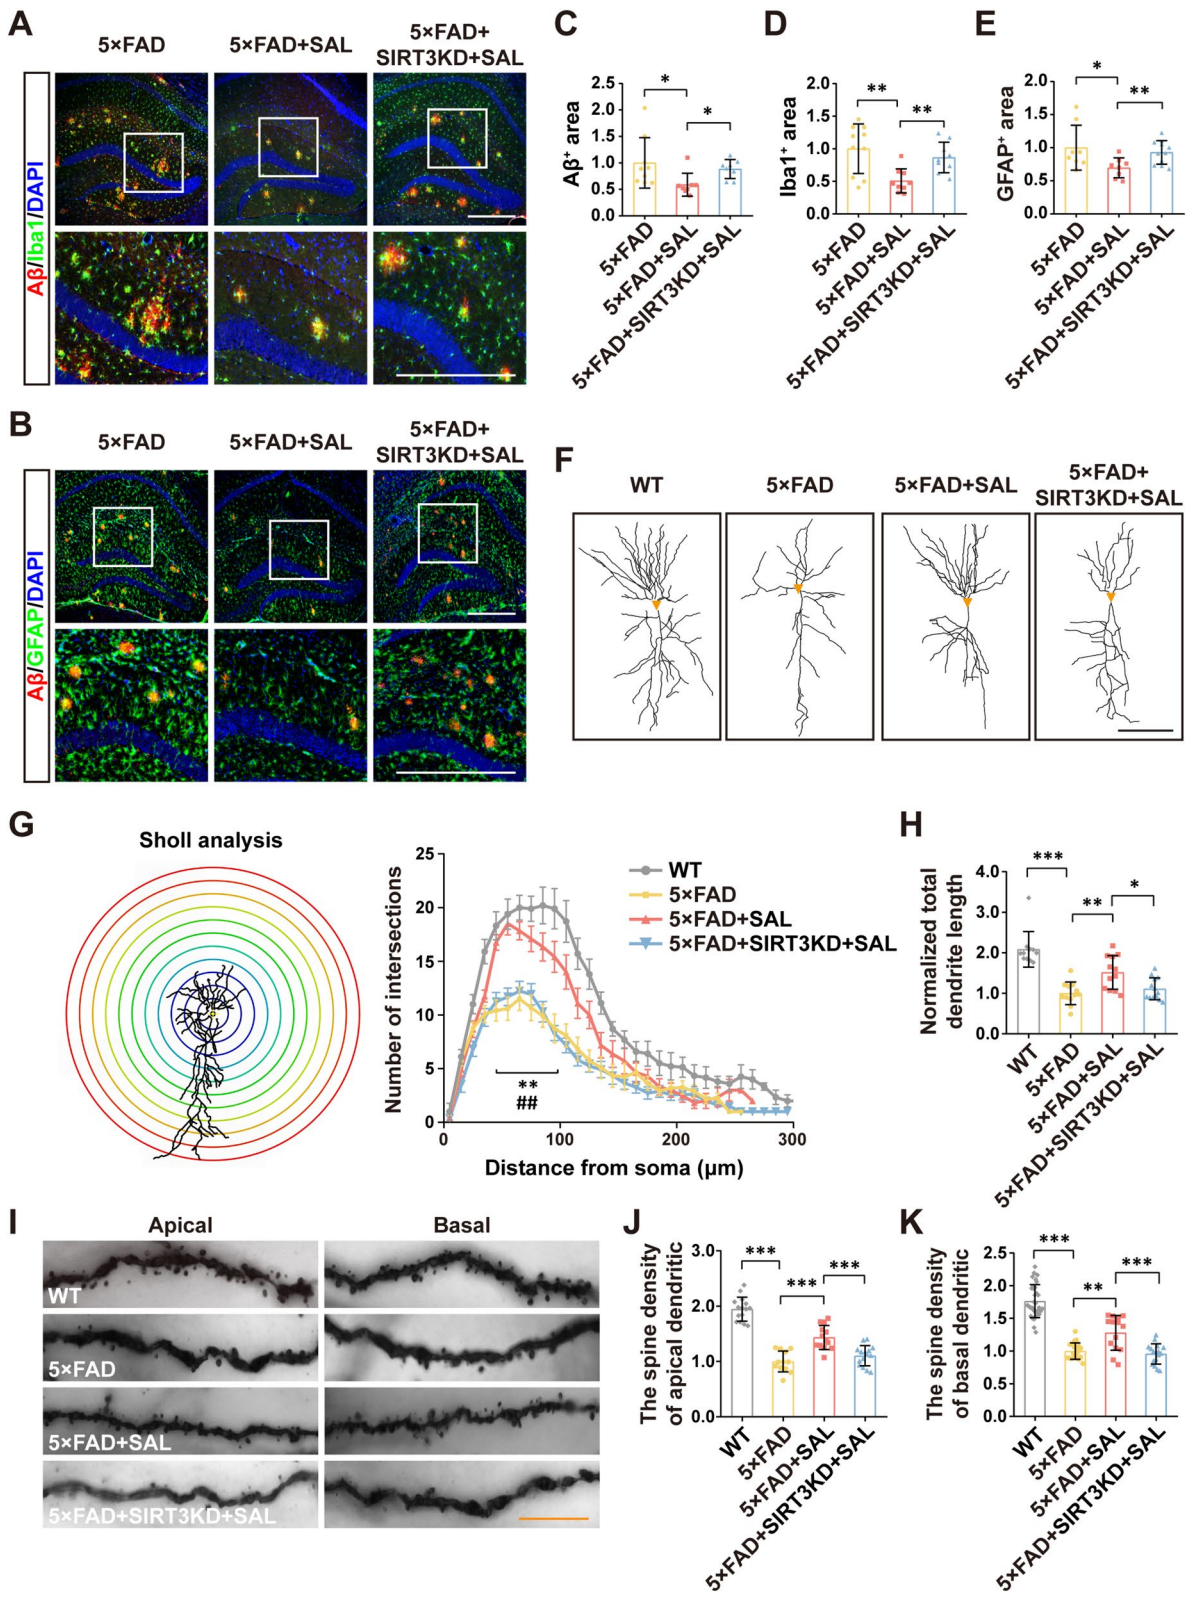 A
5×FAD
5×FAD+SAL
5×FAD+
SIRT3KD+SAL
Aβ/Iba1/DAPI
B
5×FAD
5×FAD+SAL
5×FAD+
SIRT3KD+SAL
Aβ/GFAP/DAPI
C
Aβ⁺ area
2.5
2.0
1.5
1.0
0.5
0.0
*
*
5×FAD
5×FAD+SAL
5×FAD+SIRT3KD+SAL
D
Iba1⁺ area
2.0
1.5
1.0
0.5
0.0
**
**
5×FAD
5×FAD+SAL
5×FAD+SIRT3KD+SAL
E
GFAP⁺ area
2.0
1.5
1.0
0.5
0.0
*
**
5×FAD
5×FAD+SAL
5×FAD+SIRT3KD+SAL
F
WT
5×FAD
5×FAD+SAL
5×FAD+
SIRT3KD+SAL
G
Sholl analysis
Number of intersections
25
20
15
10
5
0
WT
5×FAD
5×FAD+SAL
5×FAD+SIRT3KD+SAL
**
##
0
100
200
300
Distance from soma (μm)
H
Normalized total
dendrite length
4.0
3.0
2.0
1.0
0.0
***
**
*
WT
5×FAD
5×FAD+SAL
5×FAD+SIRT3KD+SAL
I
Apical
Basal
WT
5×FAD
5×FAD+SAL
5×FAD+SIRT3KD+SAL
J
The spine density
of apical dendritic
3.0
2.0
1.0
0.0
***
***
***
WT
5×FAD
5×FAD+SAL
5×FAD+SIRT3KD+SAL
K
The spine density
of basal dendritic
2.5
2.0
1.5
1.0
0.5
0.0
***
**
***
WT
5×FAD
5×FAD+SAL
5×FAD+SIRT3KD+SAL